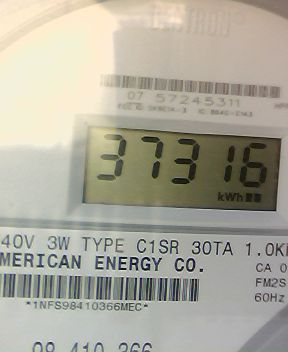 07 57245311
37316
kWh
40V 3W TYPE C1SR 30TA 1.0K
MERICAN ENERGY CO.
CA 0
FM2S
*1NFS98410366MEC*
60Hz
98 410 366